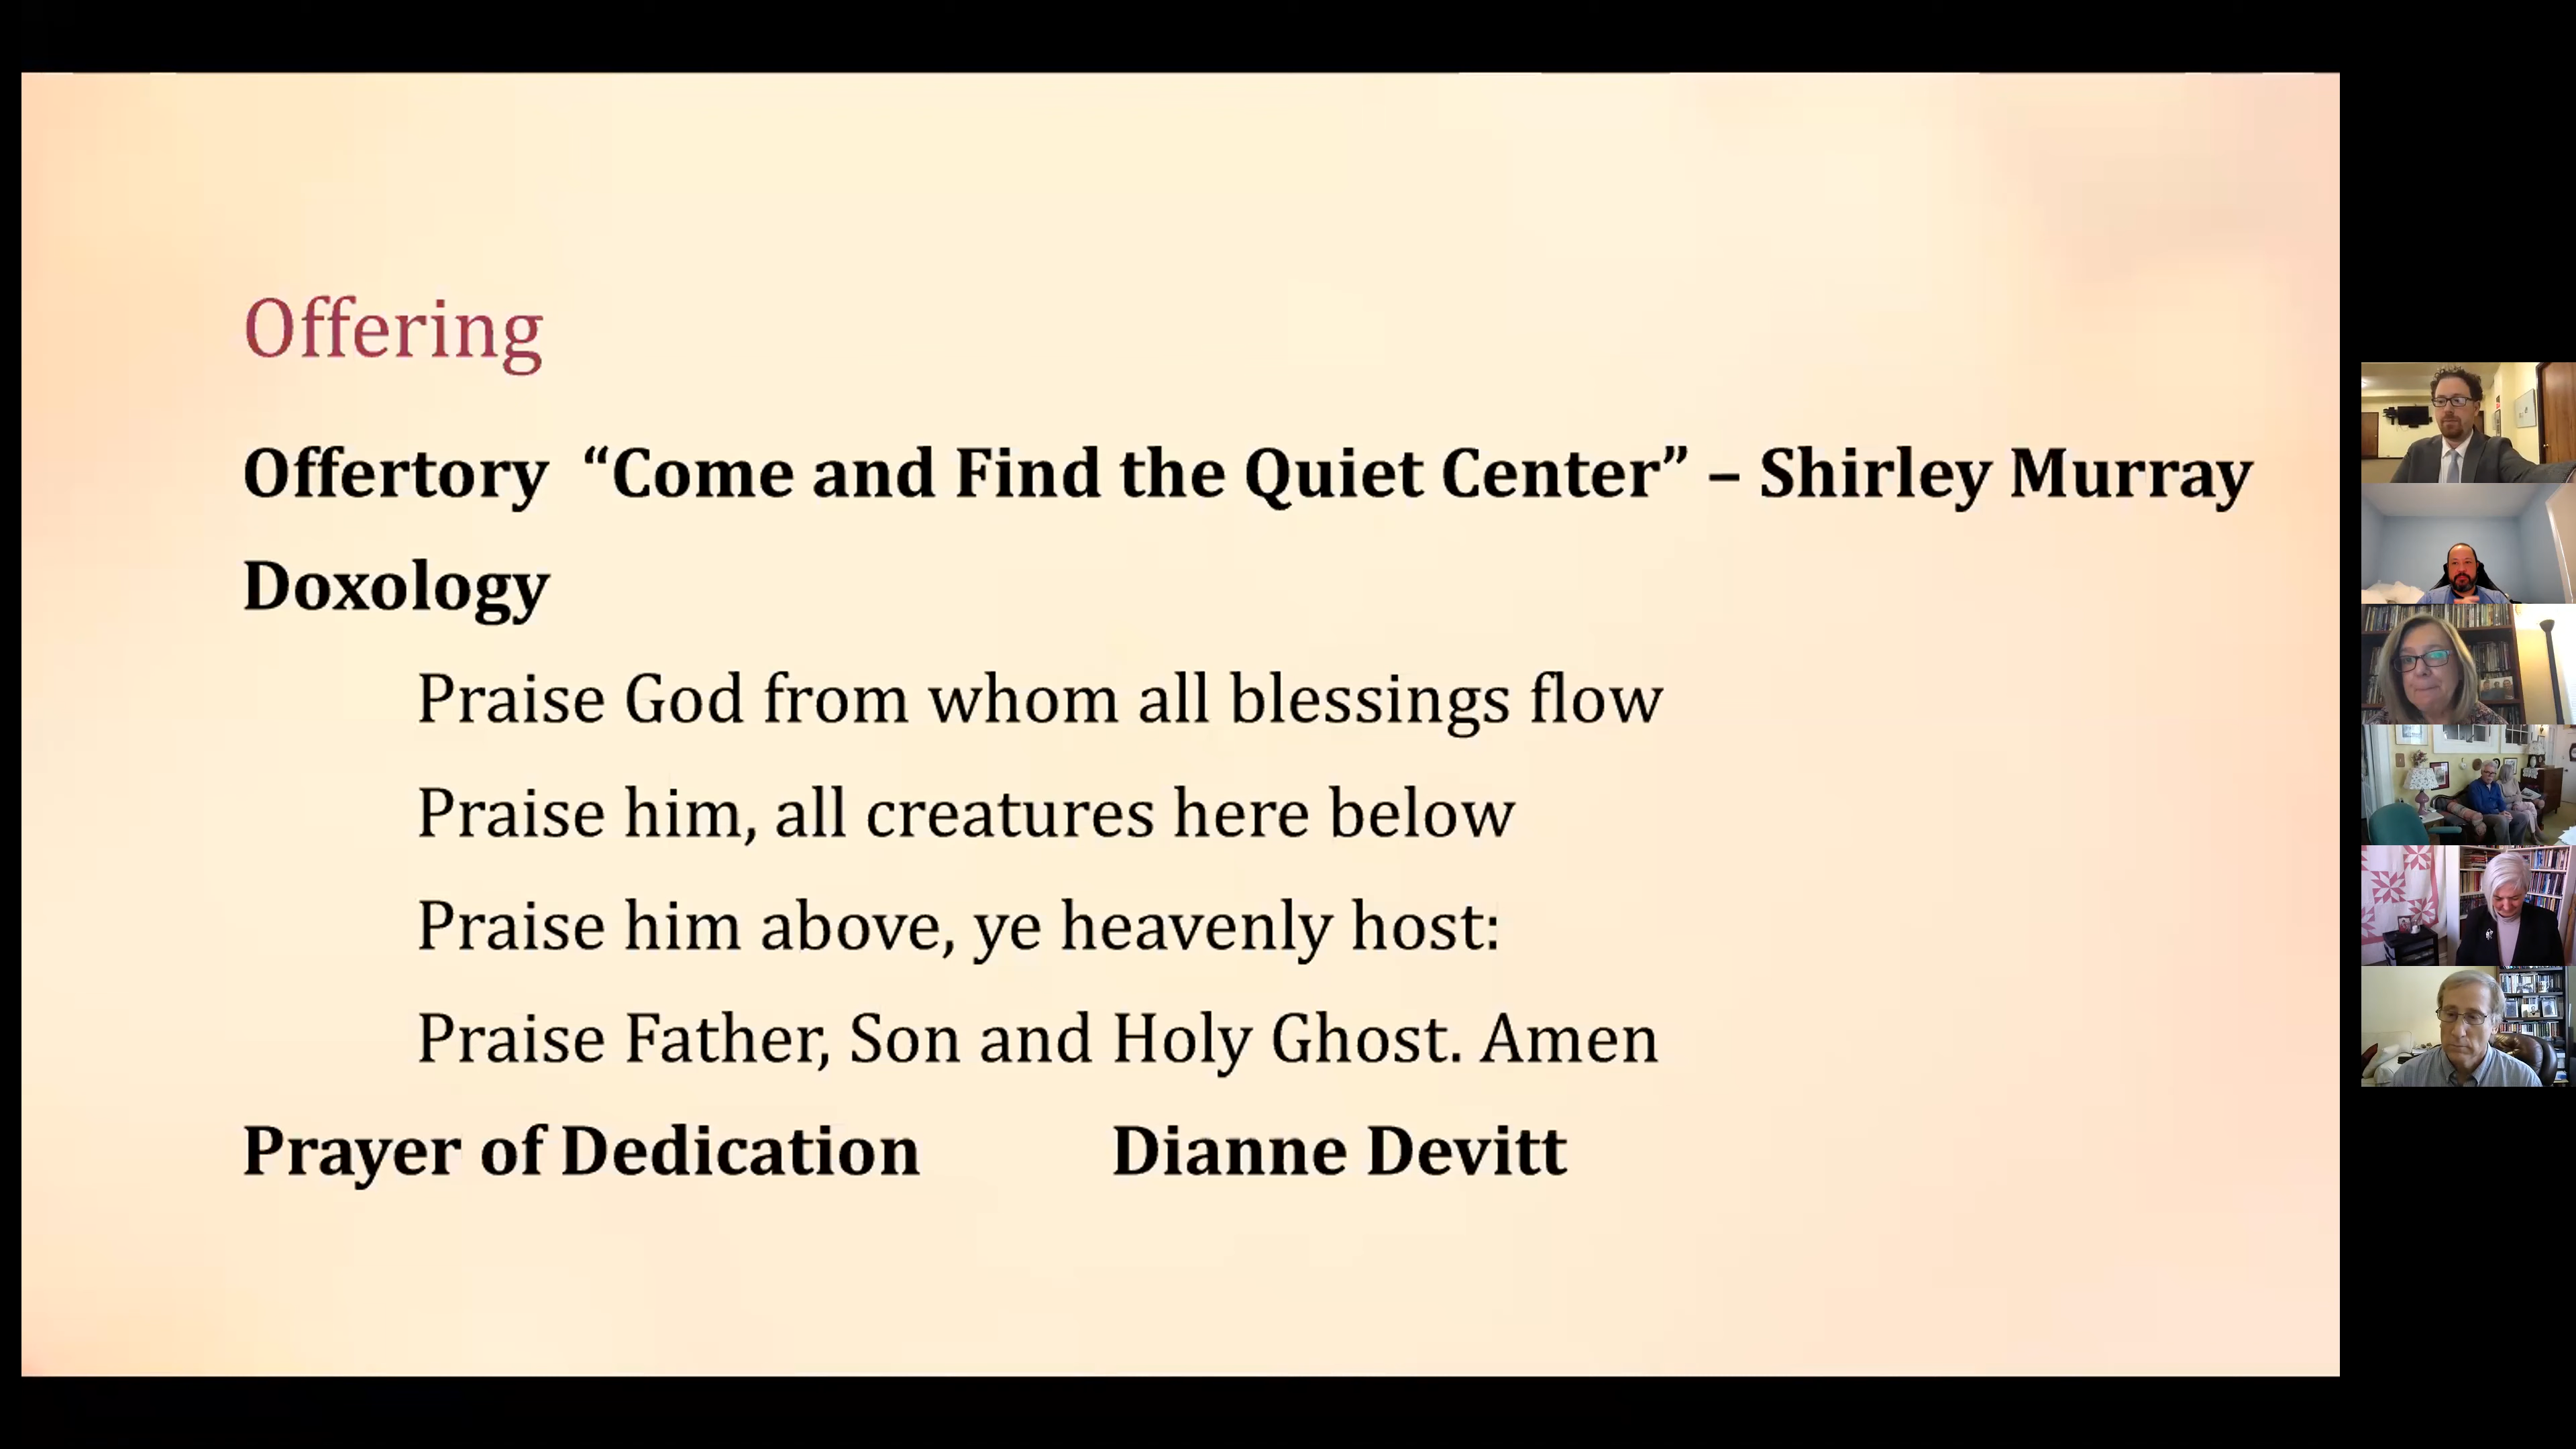 Offering
Offertory “Come and Find the Quiet Center” – Shirley Murray
Doxology
Praise God from whom all blessings flow
Praise him, all creatures here below
Praise him above, ye heavenly host:
Praise Father, Son and Holy Ghost. Amen
Prayer of Dedication Dianne Devitt